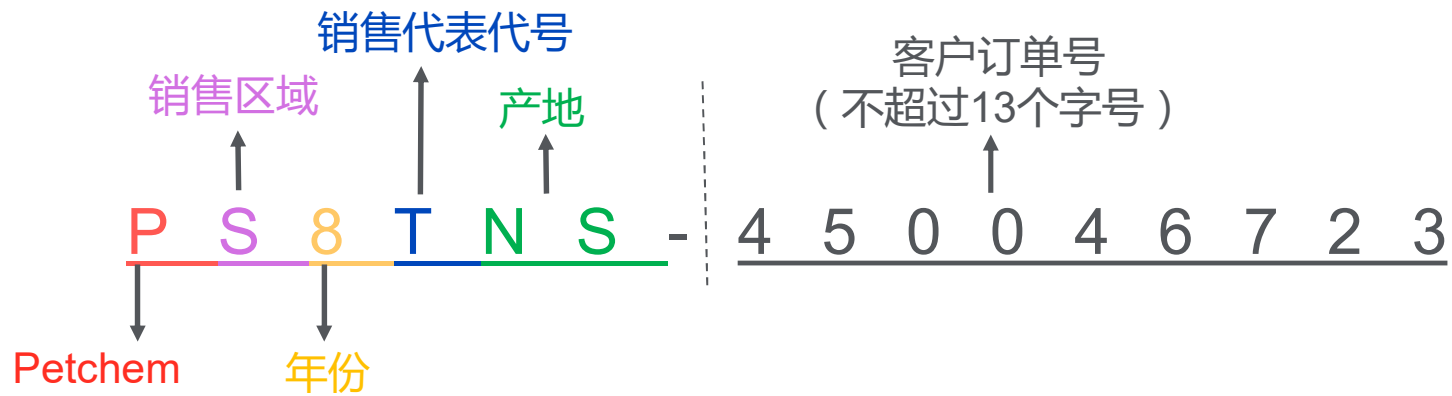 销售代表代号
销售区域
产地
客户订单号
（不超过13个字号）
P S 8 T N S - 4 5 0 0 4 6 7 2 3
Petchem
年份